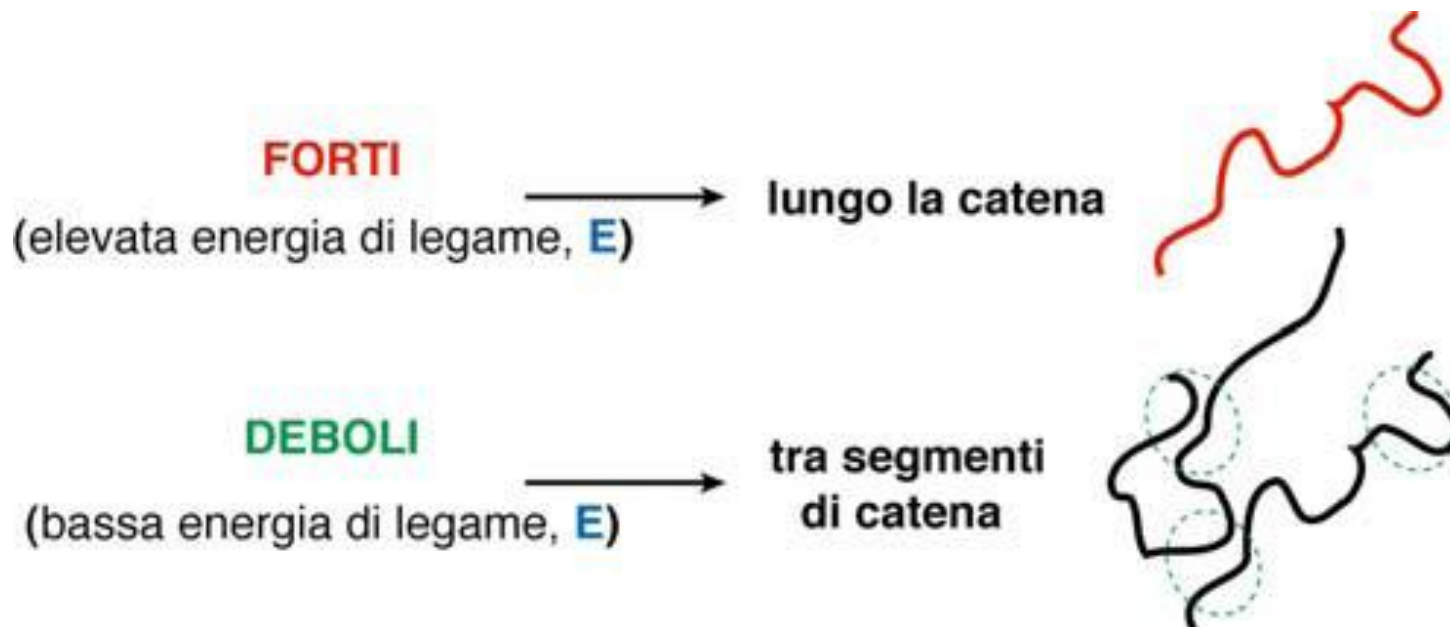 FORTI
(elevata energia di legame, E)
lungo la catena
DEBOLI
(bassa energia di legame, E)
tra segmenti
di catena